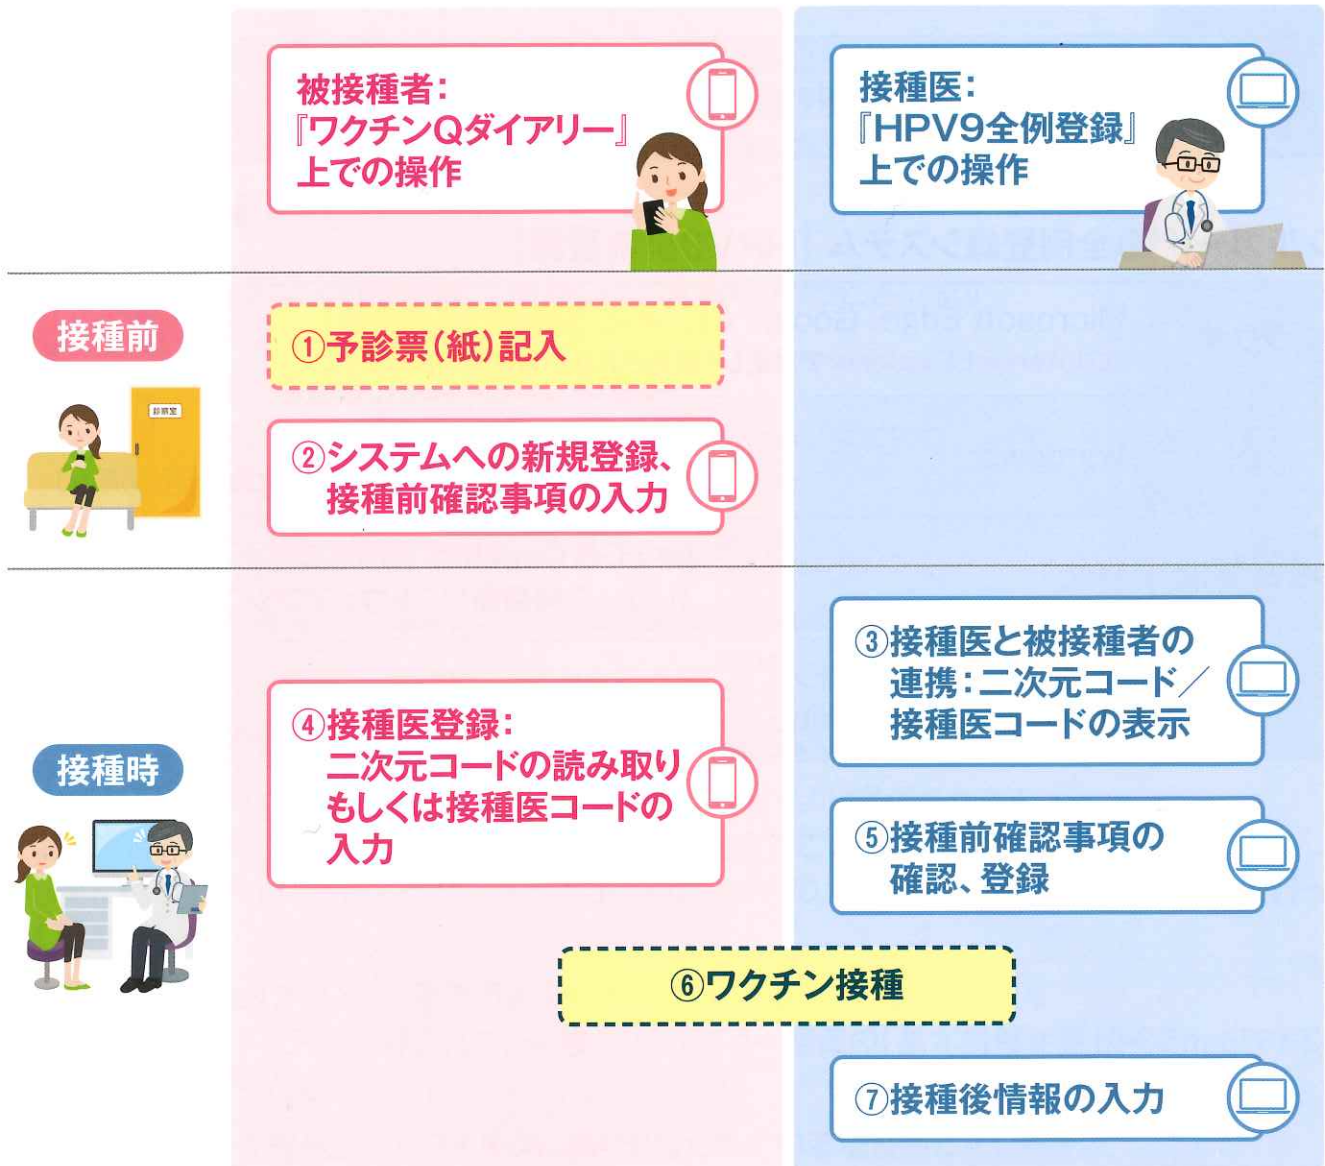 被接種者：
『ワクチンQダイアリー』
上での操作
接種医：
『HPV9全例登録』
上での操作
接種前
①予診票（紙）記入
診察室
②システムへの新規登録、
接種前確認事項の入力
接種時
③接種医と被接種者の
連携：二次元コード／
接種医コードの表示
④接種医登録：
二次元コードの読み取り
もしくは接種医コードの
入力
⑤接種前確認事項の
確認、登録
⑥ワクチン接種
⑦接種後情報の入力